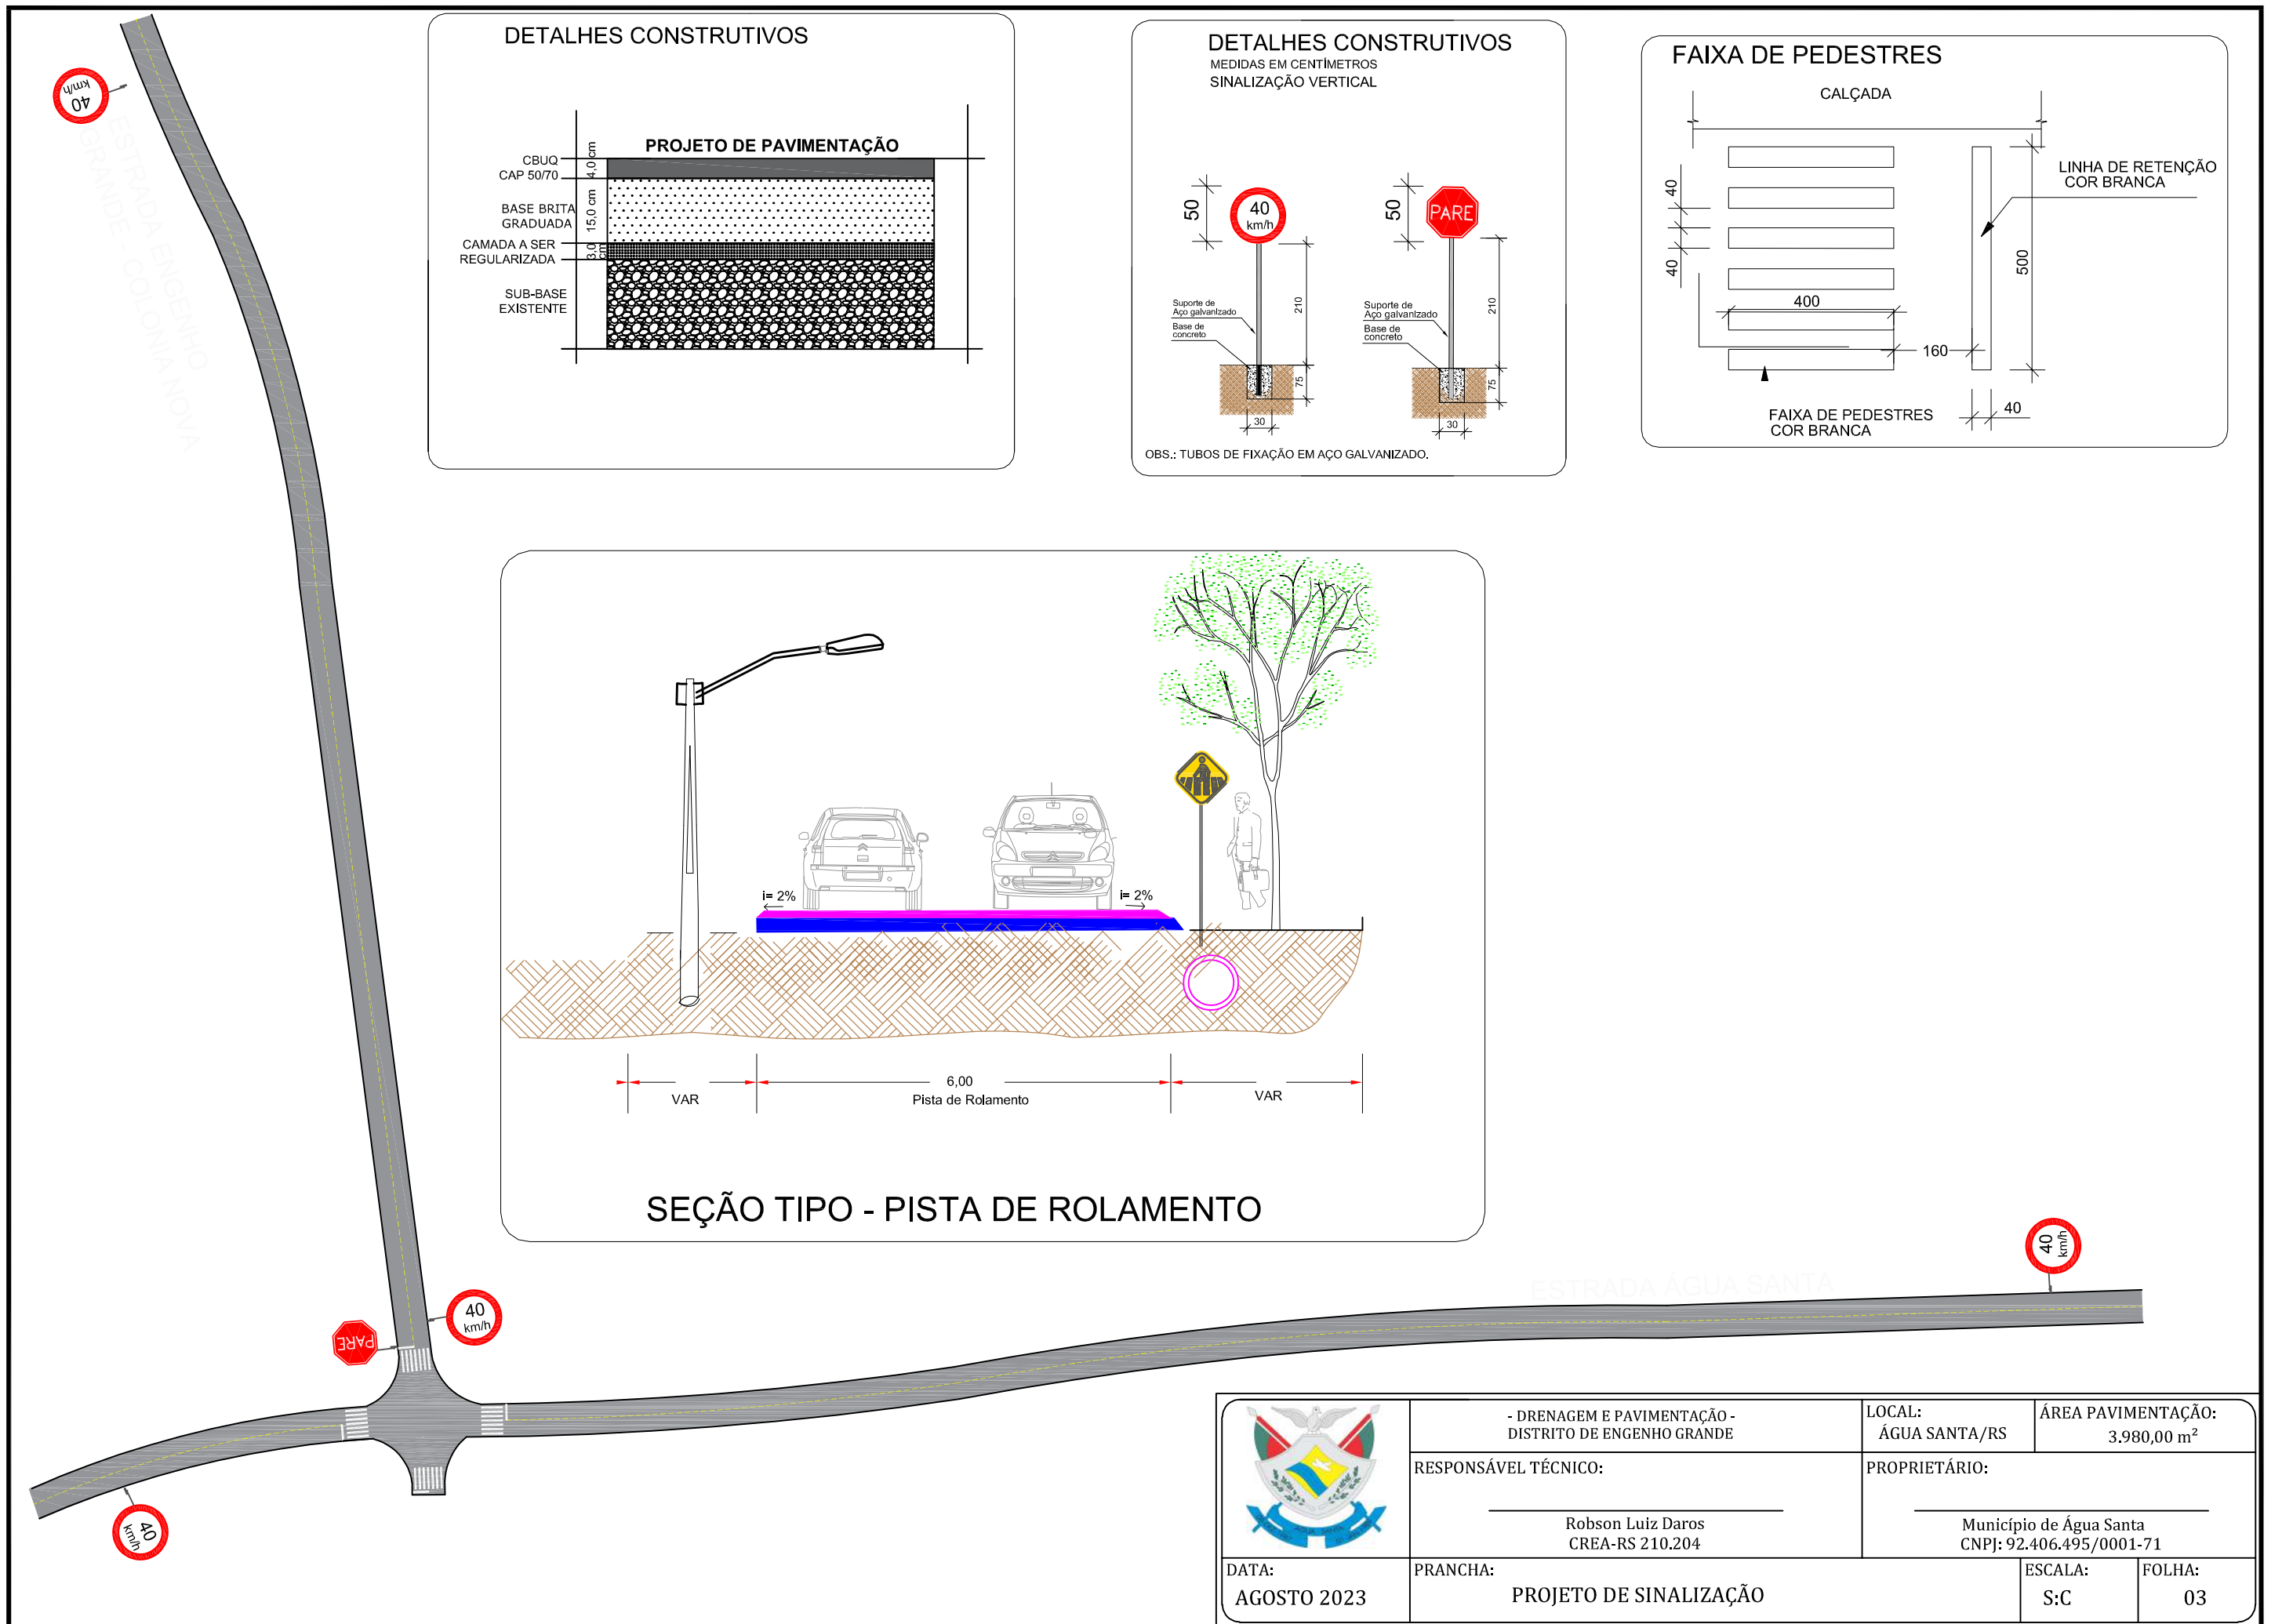 DETALHES CONSTRUTIVOS
PROJETO DE PAVIMENTAÇÃO
CBUQ
CAP 50/70
4,0 cm
BASE BRITA
GRADUADA
15,0 cm
CAMADA A SER
REGULARIZADA
3,0
cm
SUB-BASE
EXISTENTE
DETALHES CONSTRUTIVOS
MEDIDAS EM CENTÍMETROS
SINALIZAÇÃO VERTICAL
50
40
km/h
Suporte de
Aço galvanizado
Base de
concreto
210
75
30
50
PARE
Suporte de
Aço galvanizado
Base de
concreto
210
75
30
OBS.: TUBOS DE FIXAÇÃO EM AÇO GALVANIZADO.
FAIXA DE PEDESTRES
CALÇADA
LINHA DE RETENÇÃO
COR BRANCA
40
40
400
500
160
40
FAIXA DE PEDESTRES
COR BRANCA
40
km/h
ESTRADA ENGENHO
GRANDE - COLONIA NOVA
i= 2%
i= 2%
VAR
6,00
Pista de Rolamento
VAR
SEÇÃO TIPO - PISTA DE ROLAMENTO
40
km/h
ESTRADA ÁGUA SANTA
40
km/h
PARE
40
km/h
- DRENAGEM E PAVIMENTAÇÃO -
DISTRITO DE ENGENHO GRANDE
LOCAL:
ÁGUA SANTA/RS
ÁREA PAVIMENTAÇÃO:
3.980,00 m²
RESPONSÁVEL TÉCNICO:
Robson Luiz Daros
CREA-RS 210.204
PROPRIETÁRIO:
Município de Água Santa
CNPJ: 92.406.495/0001-71
DATA:
AGOSTO 2023
PRANCHA:
PROJETO DE SINALIZAÇÃO
ESCALA:
S:C
FOLHA:
03